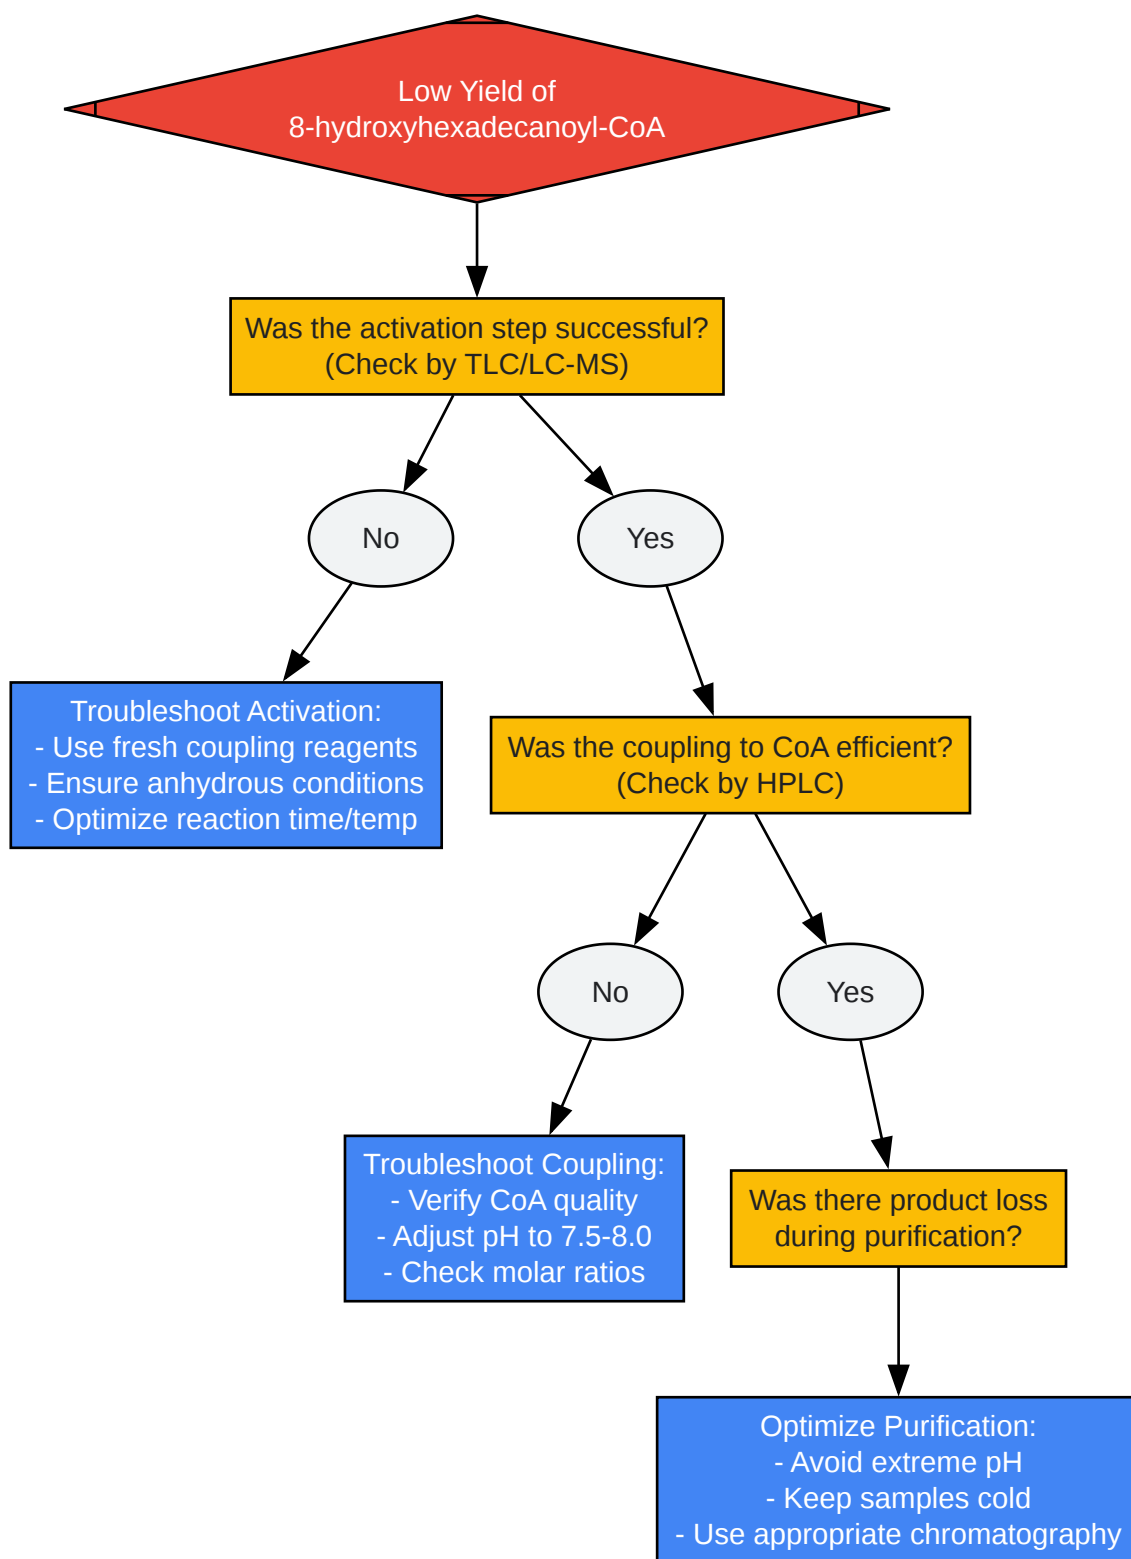 Low Yield of
8-hydroxyhexadecanoyl-CoA
Was the activation step successful?
(Check by TLC/LC-MS)
No
Yes
Troubleshoot Activation:
- Use fresh coupling reagents
- Ensure anhydrous conditions
- Optimize reaction time/temp
Was the coupling to CoA efficient?
(Check by HPLC)
No
Yes
Troubleshoot Coupling:
- Verify CoA quality
- Adjust pH to 7.5-8.0
- Check molar ratios
Was there product loss
during purification?
Optimize Purification:
- Avoid extreme pH
- Keep samples cold
- Use appropriate chromatography